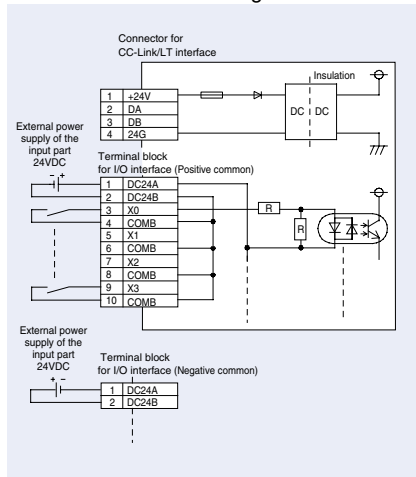 Connector for
CC-Link/LT interface
Insulation
1 +24V
2 DA
3 DB
4 24G
DC DC
External power
supply of the
input part
24VDC
- +
Terminal block
for I/O interface (Positive common)
1 DC24A
2 DC24B
3 X0
4 COMB
5 X1
6 COMB
7 X2
8 COMB
9 X3
10 COMB
R
R
External power
supply of the
input part
24VDC
+ -
Terminal block
for I/O interface (Negative common)
1 DC24A
2 DC24B